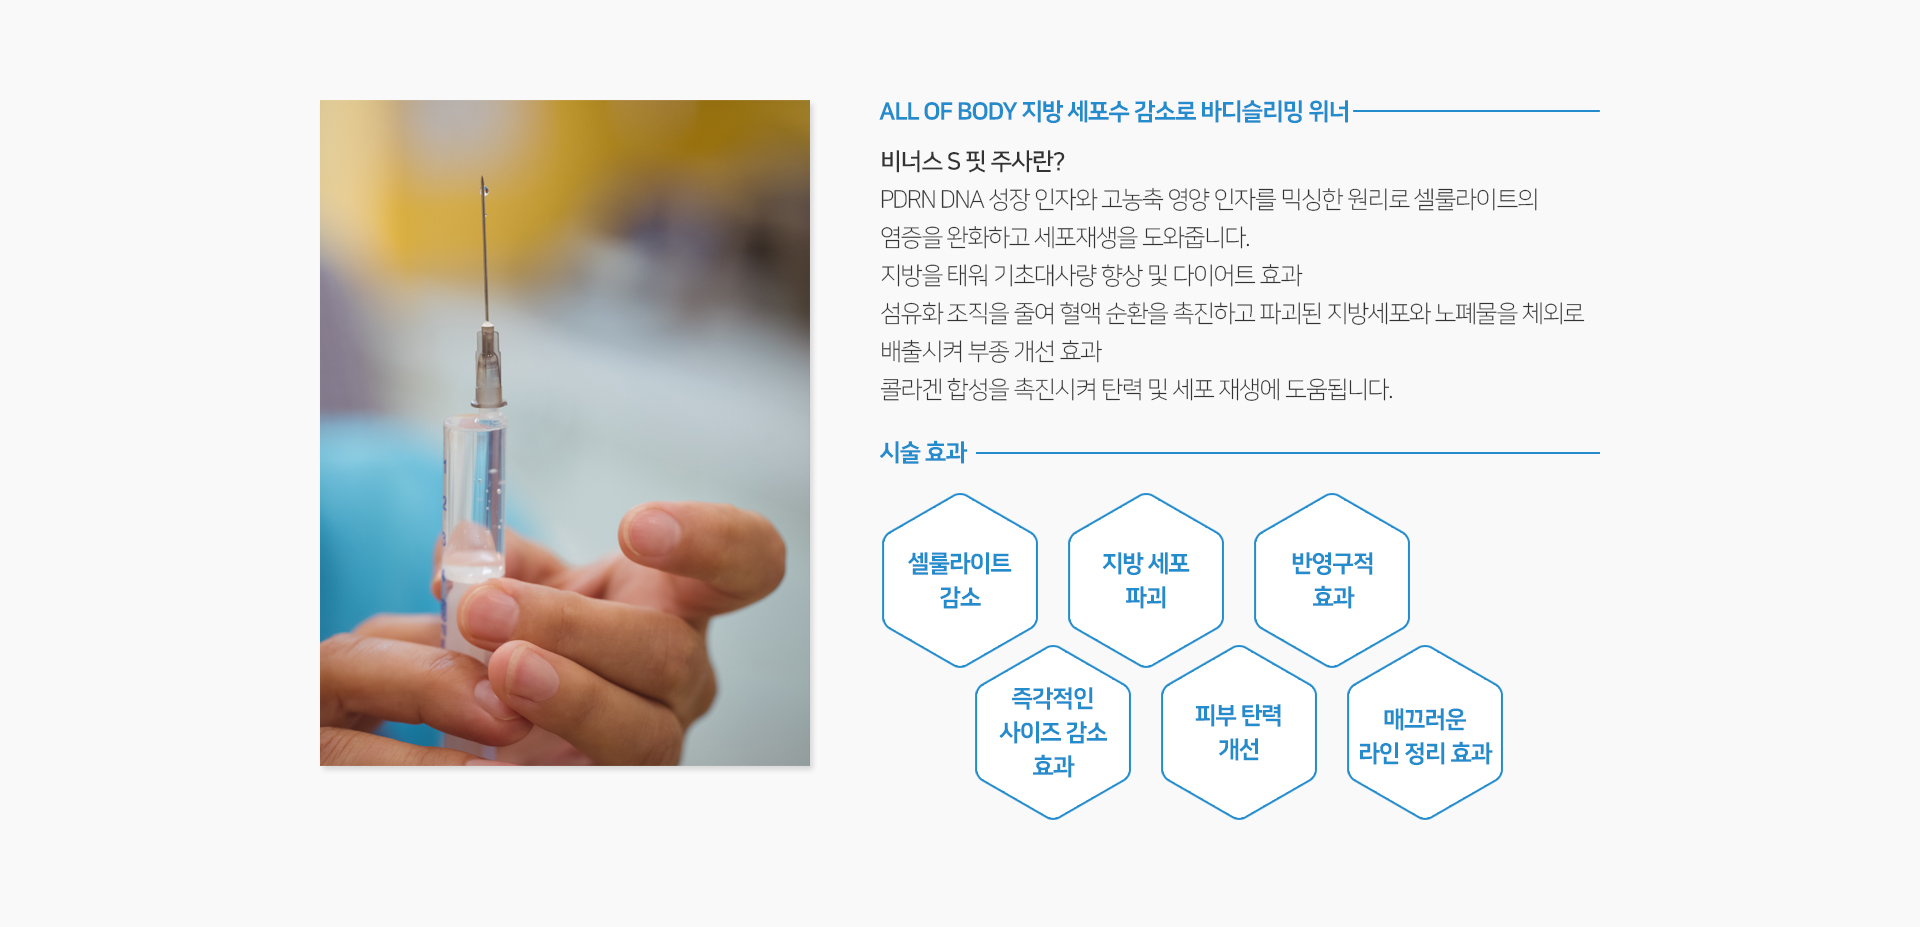 ALL OF BODY 지방 세포수 감소로 바디슬리밍 위너
비너스 S 핏 주사란?
PDRN DNA 성장 인자와 고농축 영양 인자를 믹싱한 원리로 셀룰라이트의
염증을 완화하고 세포재생을 도와줍니다.
지방을 태워 기초대사량 향상 및 다이어트 효과
섬유화 조직을 줄여 혈액 순환을 촉진하고 파괴된 지방세포와 노폐물을 체외로
배출시켜 부종 개선 효과
콜라겐 합성을 촉진시켜 탄력 및 세포 재생에 도움됩니다.
시술 효과
셀룰라이트
감소
지방 세포
파괴
반영구적
효과
즉각적인
사이즈 감소
효과
피부 탄력
개선
매끄러운
라인 정리 효과